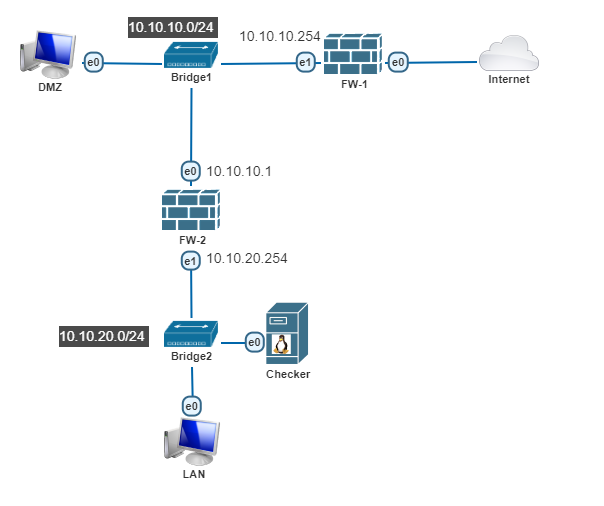 10.10.10.0/24
10.10.10.254
e0
e1
e0
DMZ
Bridge1
FW-1
Internet
e0
10.10.10.1
FW-2
e1
10.10.20.254
10.10.20.0/24
e0
Bridge2
Checker
e0
LAN